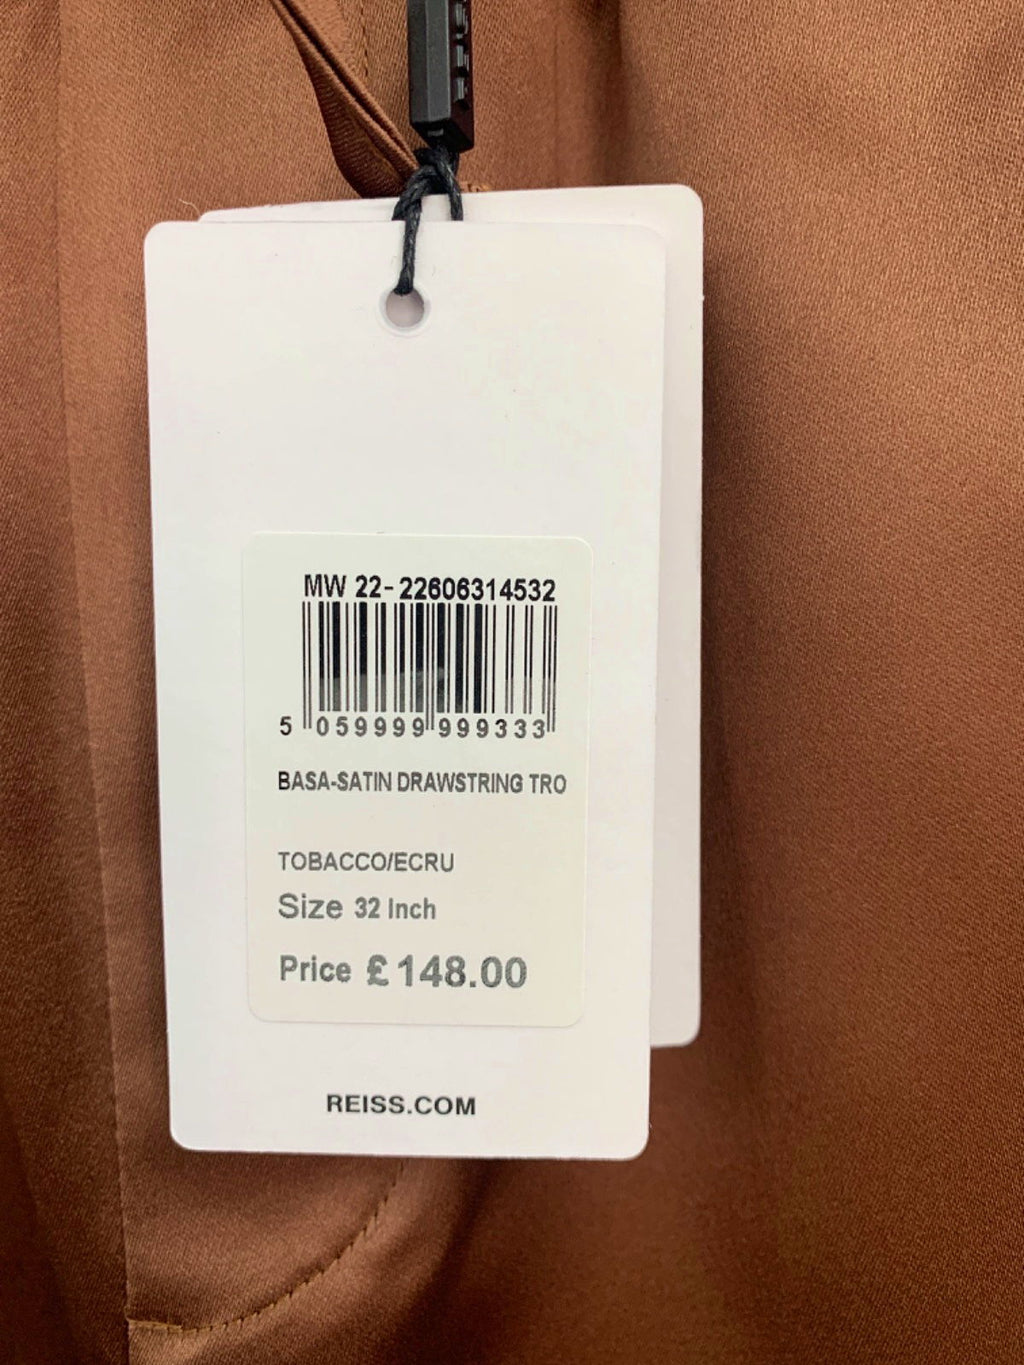 MW 22- 22606314532
5 059999 999333
BASA-SATIN DRAWSTRING TRO
TOBACCO/ECRU
Size 32 Inch
Price £148.00
REISS.COM